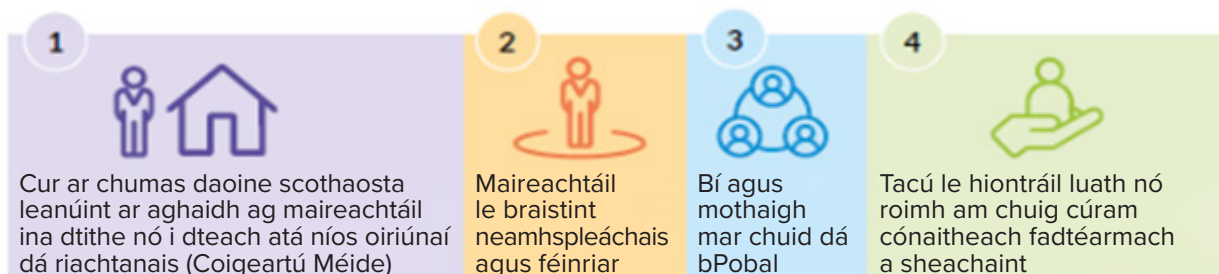 1
Cur ar chumas daoine scothaosta
leanúint ar aghaidh ag maireachtáil
ina dtithe nó i dteach atá níos oiriúnaí
dá riachtanais (Coigeartú Méide)
2
Maireachtáil
le braistint
neamhspleáchais
agus féinriar
3
Bí agus
mothaigh
mar chuid dá
bPobal
4
Tacú le hiontráil luath nó
roimh am chuig cúram
cónaitheach fadtéarmach
a sheachaint